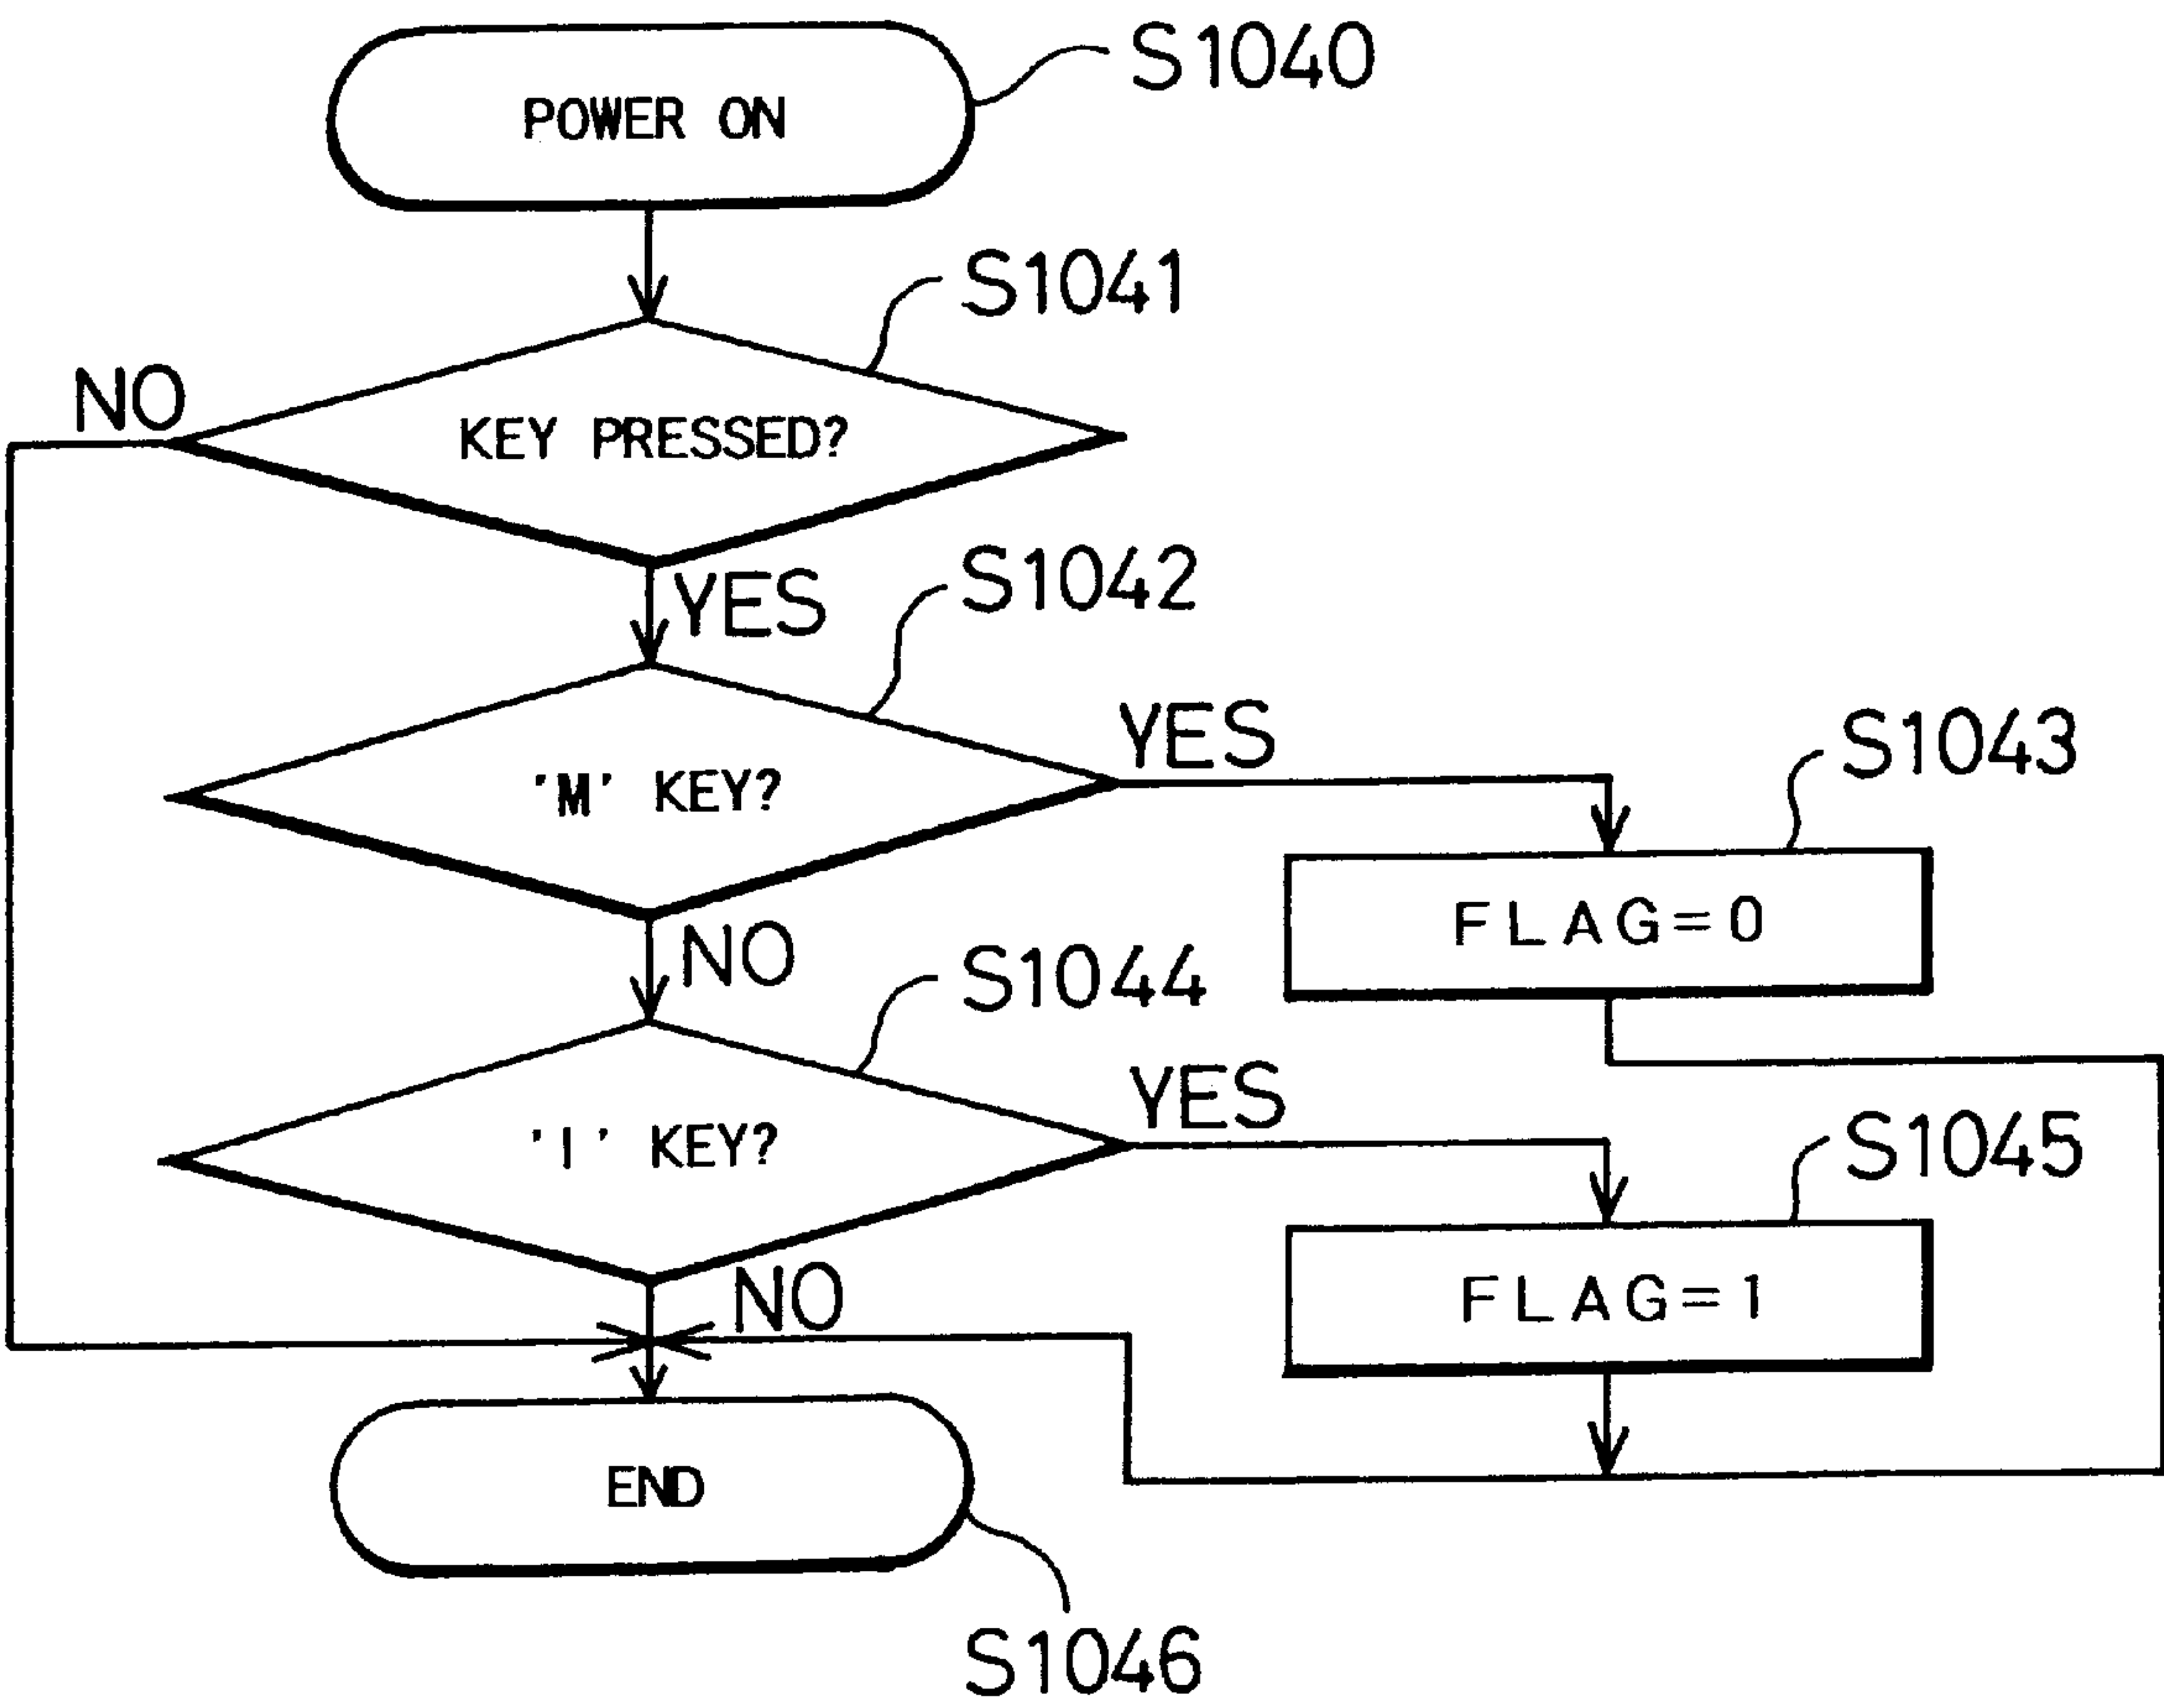 S1040
POWER ON
S1041
NO
KEY PRESSED?
YES
S1042
'M' KEY?
YES
S1043
FLAG=0
NO
S1044
'I' KEY?
YES
S1045
FLAG=1
NO
END
S1046